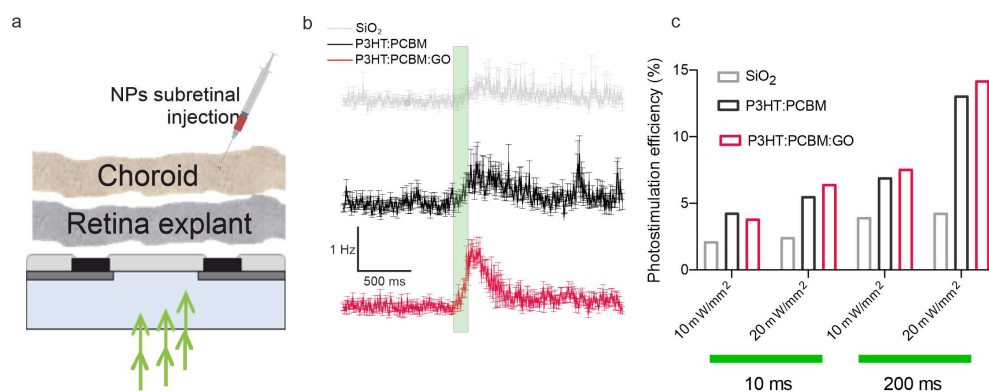 a
NPs subretinal
injection
Choroid
Retina explant
b
SiO₂
P3HT:PCBM
P3HT:PCBM:GO
1 Hz
500 ms
c
Photostimulation efficiency (%)
15
10
5
0
SiO₂
P3HT:PCBM
P3HT:PCBM:GO
10 mW/mm²
20 mW/mm²
10 mW/mm²
20 mW/mm²
10 ms
200 ms